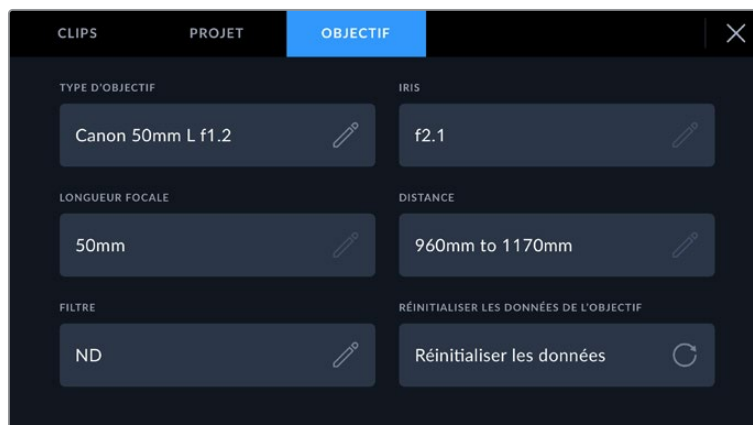 CLIPS PROJET OBJECTIF
TYPE D'OBJECTIF IRIS
Canon 50mm L f1.2 f2.1
LONGUEUR FOCALE DISTANCE
50mm 960mm to 1170mm
FILTRE RÉINITIALISER LES DONNÉES DE L'OBJECTIF
ND Réinitialiser les données